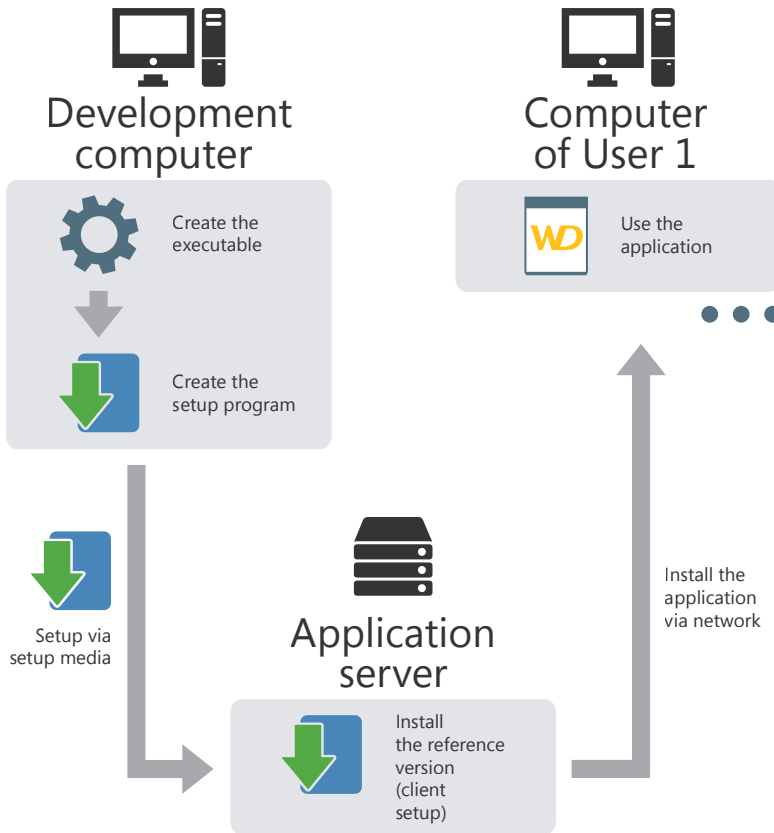 Development
computer
Create the
executable
Create the
setup program
Setup via
setup media
Application
server
Install
the reference
version
(client
setup)
Install the
application
via network
Computer
of User 1
WD
Use the
application